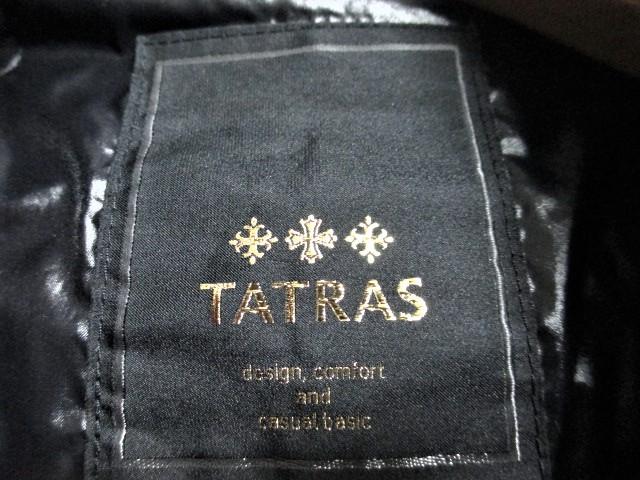 TATRAS
design, comfort
and
casual basic